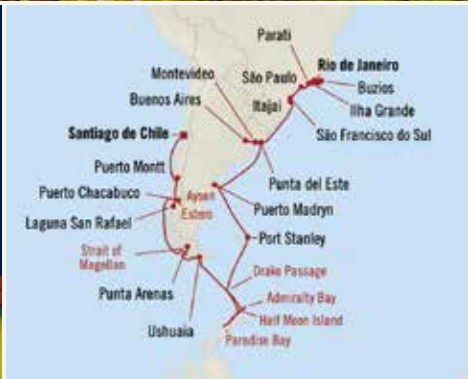 Parati
Rio de Janeiro
Montevideo
São Paulo
Buzios
Buenos Aires
Itajai
Ilha Grande
Santiago de Chile
São Francisco do Sul
Puerto Montt
Punta del Este
Puerto Chacabuco
Aysen
Estero
Puerto Madryn
Laguna San Rafael
Strait of
Magellan
Port Stanley
Drake Passage
Punta Arenas
Admiralty Bay
Half Moon Island
Ushuaia
Paradise Bay